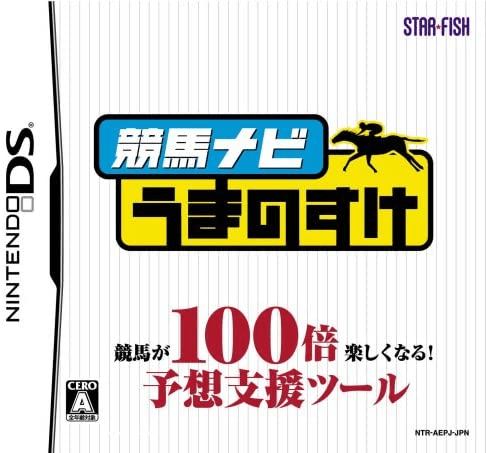 STAR★FISH
NINTENDO DS®
競馬ナビ
うまのすけ
競馬が100倍楽しくなる!
予想支援ツール
CERO
A
全年齢対象
NTR-AEPJ-JPN